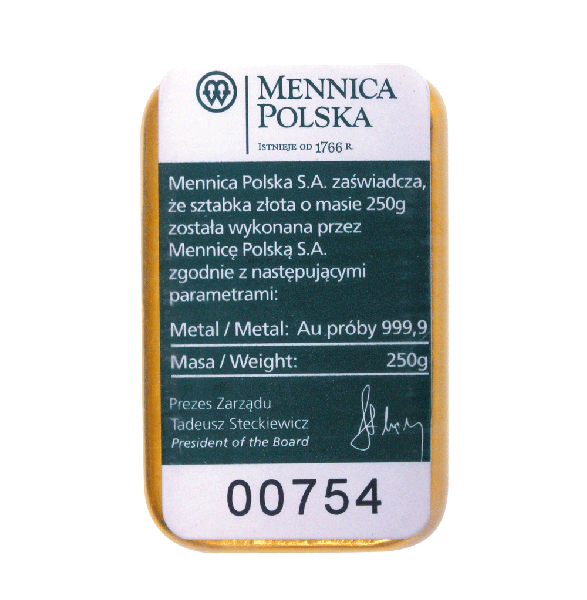 MENNICA
POLSKA
ISTNIEJE OD 1766 R.
Mennica Polska S.A. zaświadcza,
że sztabka złota o masie 250g
została wykonana przez
Mennicę Polską S.A.
zgodnie z następującymi
parametrami:
Metal / Metal: Au próby 999,9
Masa / Weight: 250g
Prezes Zarządu
Tadeusz Steckiewicz
President of the Board
00754